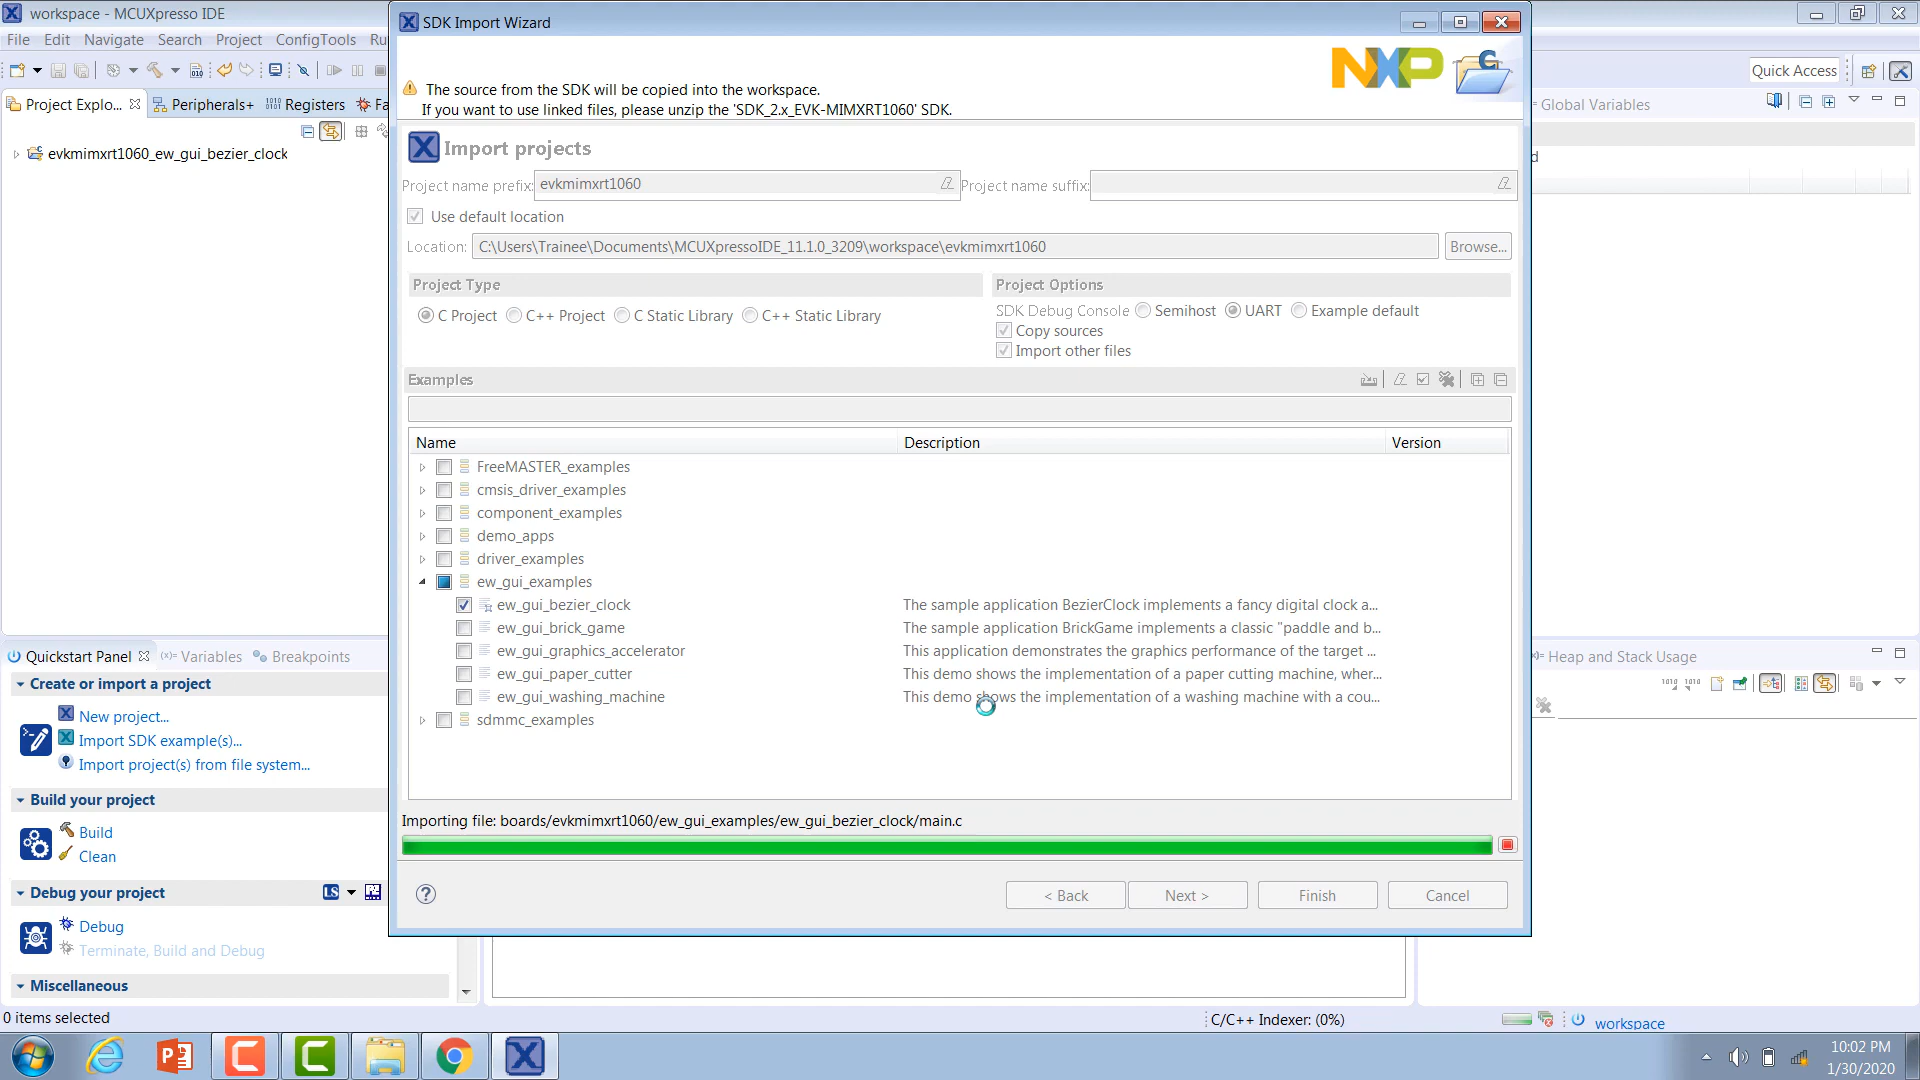 workspace - MCUXpresso IDE
File Edit Navigate Search Project ConfigTools Ru
Project Explo... Peripherals+ Registers Fa
evkmimxrt1060_ew_gui_bezier_clock
SDK Import Wizard
NXP
The source from the SDK will be copied into the workspace.
If you want to use linked files, please unzip the 'SDK_2.x_EVK-MIMXRT1060' SDK.
Import projects
Project name prefix: evkmimxrt1060 Project name suffix:
Use default location
Location: C:\Users\Trainee\Documents\MCUXpressoIDE_11.1.0_3209\workspace\evkmimxrt1060 Browse...
Project Type Project Options
C Project C++ Project C Static Library C++ Static Library
SDK Debug Console Semihost UART Example default
Copy sources
Import other files
Examples
Name Description Version
FreeMASTER_examples
cmsis_driver_examples
component_examples
demo_apps
driver_examples
ew_gui_examples
ew_gui_bezier_clock The sample application BezierClock implements a fancy digital clock a...
ew_gui_brick_game The sample application BrickGame implements a classic "paddle and b...
ew_gui_graphics_accelerator This application demonstrates the graphics performance of the target ...
ew_gui_paper_cutter This demo shows the implementation of a paper cutting machine, wher...
ew_gui_washing_machine This demo shows the implementation of a washing machine with a cou...
sdmmc_examples
Importing file: boards/evkmimxrt1060/ew_gui_examples/ew_gui_bezier_clock/main.c
< Back Next > Finish Cancel
Quick Access
Global Variables
d
Heap and Stack Usage
Quickstart Panel (x)= Variables Breakpoints
Create or import a project
New project...
Import SDK example(s)...
Import project(s) from file system...
Build your project
Build
Clean
Debug your project LS
Debug
Terminate, Build and Debug
Miscellaneous
0 items selected
C/C++ Indexer: (0%)
workspace
10:02 PM
1/30/2020